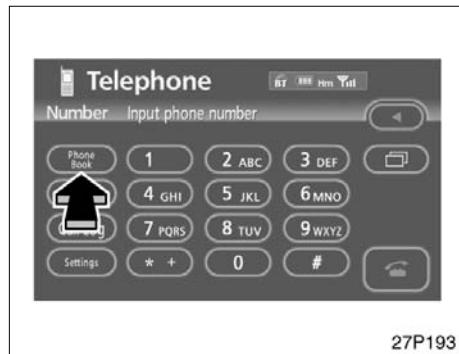 Telephone
BT Hm
Number Input phone number
Phone Book 1 2 ABC 3 DEF
4 GHI 5 JKL 6 MNO
7 PQRS 8 TUV 9 WXYZ
Settings * + 0 #
27P193